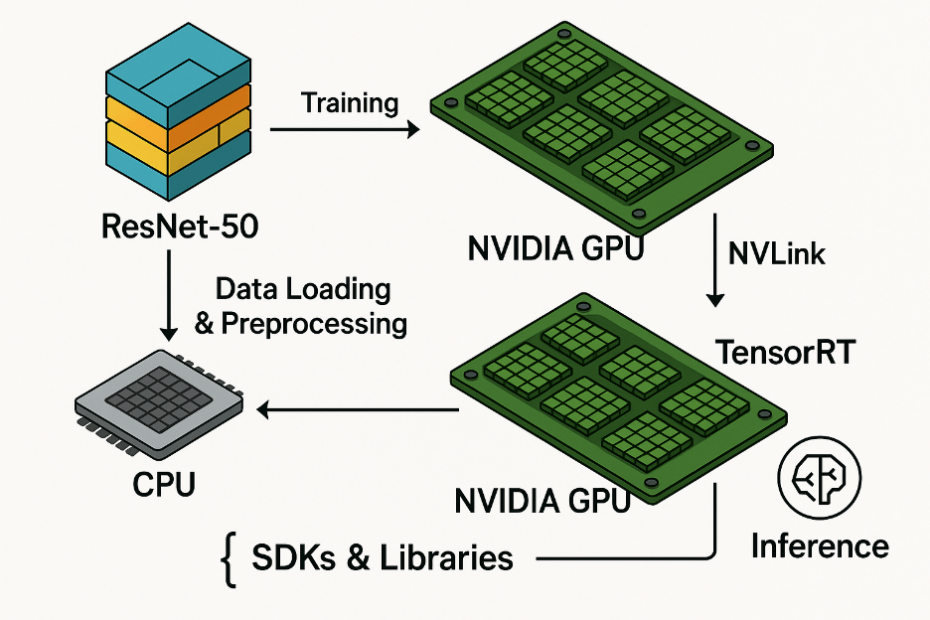 Training
ResNet-50
NVIDIA GPU
NVLink
Data Loading
& Preprocessing
TensorRT
CPU
NVIDIA GPU
{ SDKs & Libraries
Inference